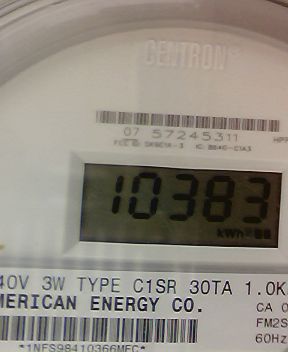 CENTRON®
07 57245311
10383
kWh
40V 3W TYPE C1SR 30TA 1.0K
MERICAN ENERGY CO.
CA 0
FM2S
60Hz
*1NFS98410366MFC*